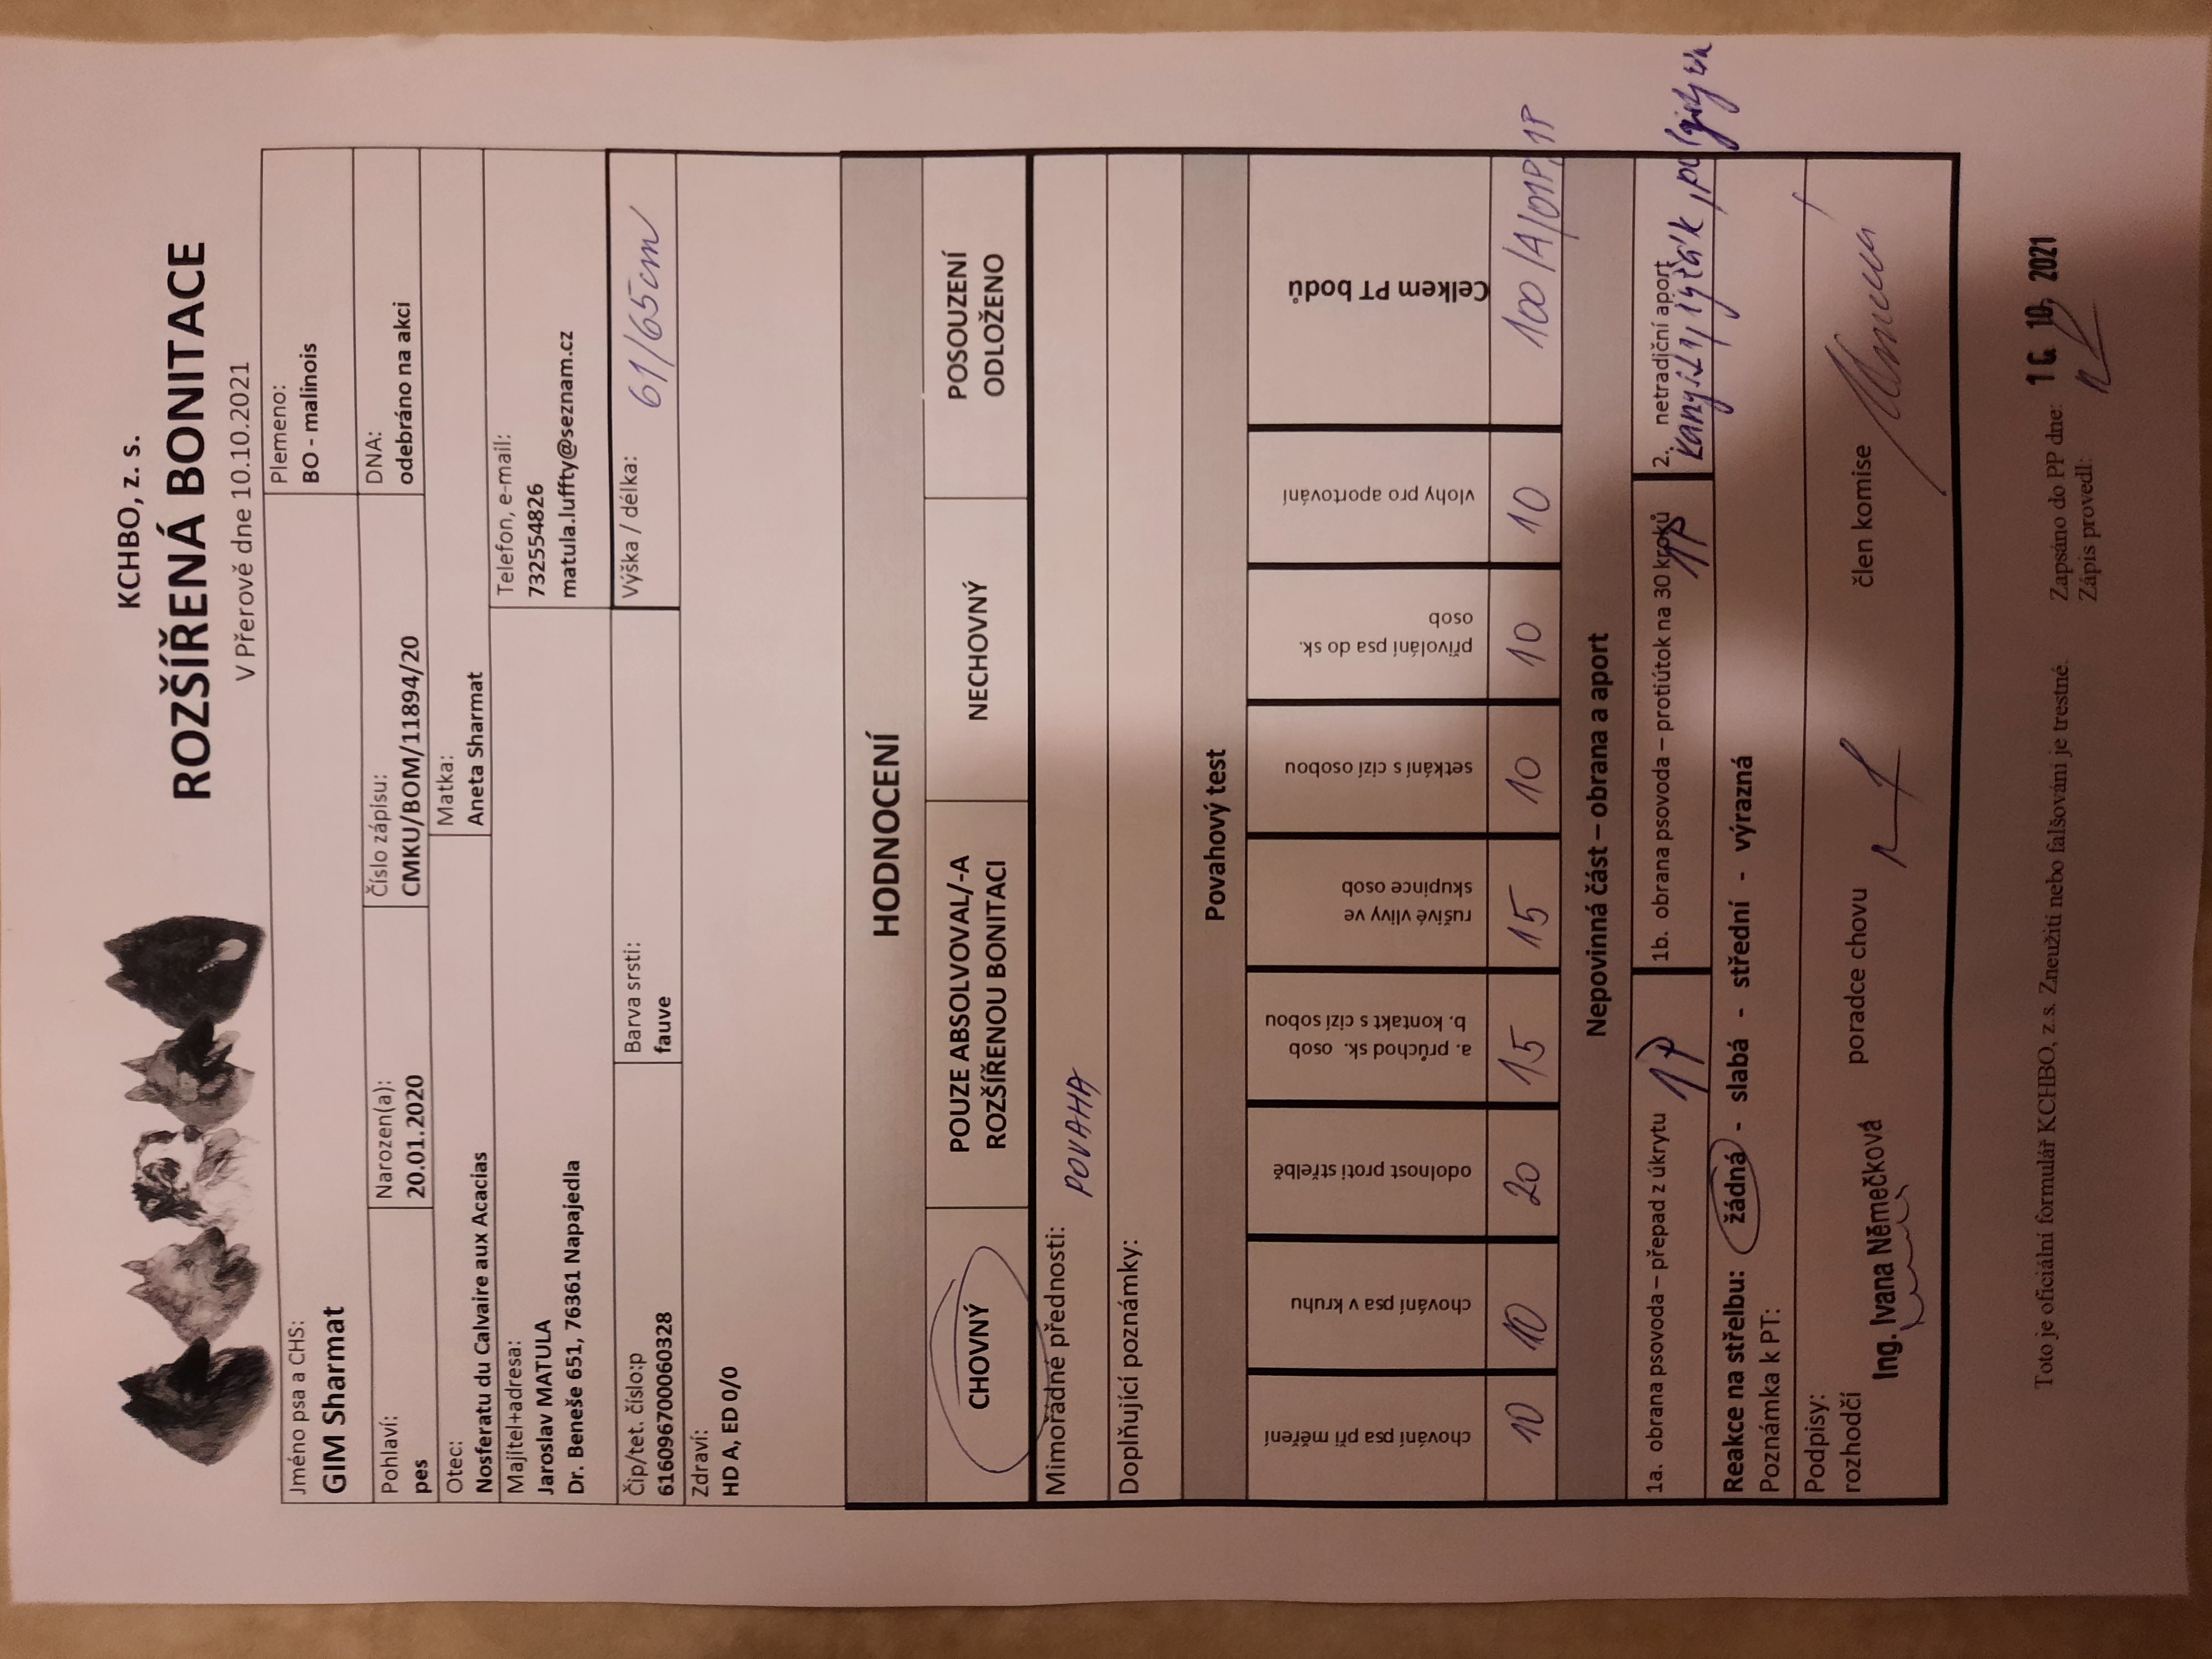 KCHBO, z. s.
ROZŠÍŘENÁ BONITACE
V Přerově dne 10.10.2021
Jméno psa a CHS:
GIM Sharmat
Plemeno:
BO - malinois
Pohlaví:
pes
Narozen(a):
20.01.2020
Číslo zápisu:
CMKU/BOM/11894/20
DNA:
odebráno na akci
Otec:
Nosferatu du Calvaire aux Acacias
Matka:
Aneta Sharmat
Majitel+adresa:
Jaroslav MATULA
Dr. Beneše 651, 76361 Napajedla
Telefon, e-mail:
732554826
matula.luffty@seznam.cz
Čip/tet. číslo:p
616096700060328
Barva srsti:
fauve
Výška / délka: 61/65cm
Zdraví:
HD A, ED 0/0
HODNOCENÍ
CHOVNÝ
POUZE ABSOLVOVAL/-A
ROZŠÍŘENOU BONITACI
NECHOVNÝ
POSOUZENÍ
ODLOŽENO
Mimořádné přednosti: POVAHA
Doplňující poznámky:
Povahový test
chování psa při měření
chování psa v kruhu
odolnost proti střelbě
a. průchod sk. osob
b. kontakt s cizí sobou
rušivé vlivy ve
skupince osob
setkání s cizí osobou
přivolání psa do sk.
osob
vlohy pro aportování
Celkem PT bodů
10 10 20 15 15 10 10 10 100/A/01P,1P
Nepovinná část – obrana a aport
1a. obrana psovoda – přepad z úkrytu 1P
1b. obrana psovoda – protiútok na 30 kroků 1P
2. netradiční aport
Reakce na střelbu: žádná - slabá - střední - výrazná
Poznámka k PT:
Podpisy:
rozhodčí
Ing. Ivana Němečková
poradce chovu
člen komise
Toto je oficiální formulář KCHBO, z.s. Zneužití nebo falšování je trestné.
Zapsáno do PP dne: 1 6. 10. 2021
Zápis provedl: